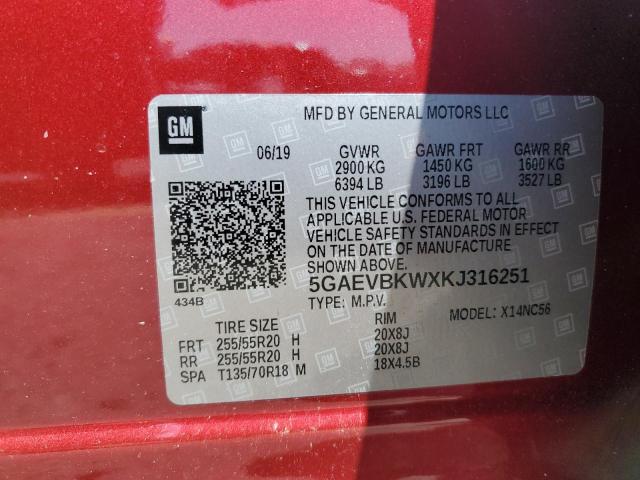 GM
MFD BY GENERAL MOTORS LLC
06/19 GVWR GAWR FRT GAWR RR
2900 KG 1450 KG 1600 KG
6394 LB 3196 LB 3527 LB
THIS VEHICLE CONFORMS TO ALL
APPLICABLE U.S. FEDERAL MOTOR
VEHICLE SAFETY STANDARDS IN EFFECT
ON THE DATE OF MANUFACTURE
SHOWN ABOVE.
5GAEVBKWXKJ316251
434B
TYPE: M.P.V. MODEL: X14NC56
TIRE SIZE RIM
FRT 255/55R20 H 20X8J
RR 255/55R20 H 20X8J
SPA T135/70R18 M 18X4.5B